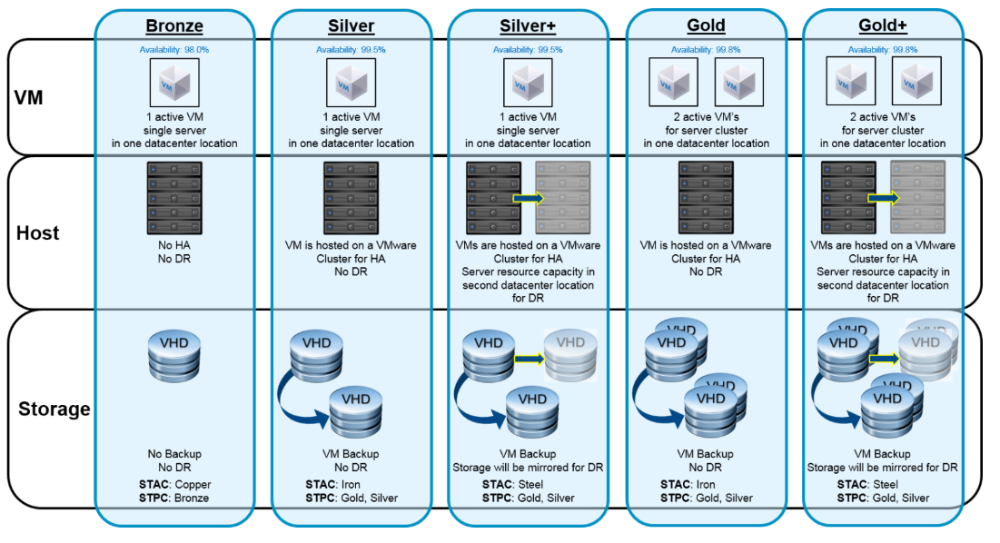 Bronze
Silver
Silver+
Gold
Gold+
VM
Availability: 98.0%
VM
1 active VM
single server
in one datacenter location
Availability: 99.5%
VM
1 active VM
single server
in one datacenter location
Availability: 99.5%
VM
1 active VM
single server
in one datacenter location
Availability: 99.8%
VM
VM
2 active VM's
for server cluster
in one datacenter location
Availability: 99.8%
VM
VM
2 active VM's
for server cluster
in one datacenter location
Host
No HA
No DR
VM is hosted on a VMware
Cluster for HA
No DR
VMs are hosted on a VMware
Cluster for HA
Server resource capacity in
second datacenter location
for DR
VM is hosted on a VMware
Cluster for HA
No DR
VMs are hosted on a VMware
Cluster for HA
Server resource capacity in
second datacenter location
for DR
Storage
VHD
No Backup
No DR
STAC: Copper
STPC: Bronze
VHD
VHD
VM Backup
No DR
STAC: Iron
STPC: Gold, Silver
VHD
VHD
VHD
VM Backup
Storage will be mirrored for DR
STAC: Steel
STPC: Gold, Silver
VHD
VHD
VHD
VHD
VM Backup
No DR
STAC: Iron
STPC: Gold, Silver
VHD
VHD
VHD
VHD
VHD
VHD
VM Backup
Storage will be mirrored for DR
STAC: Steel
STPC: Gold, Silver